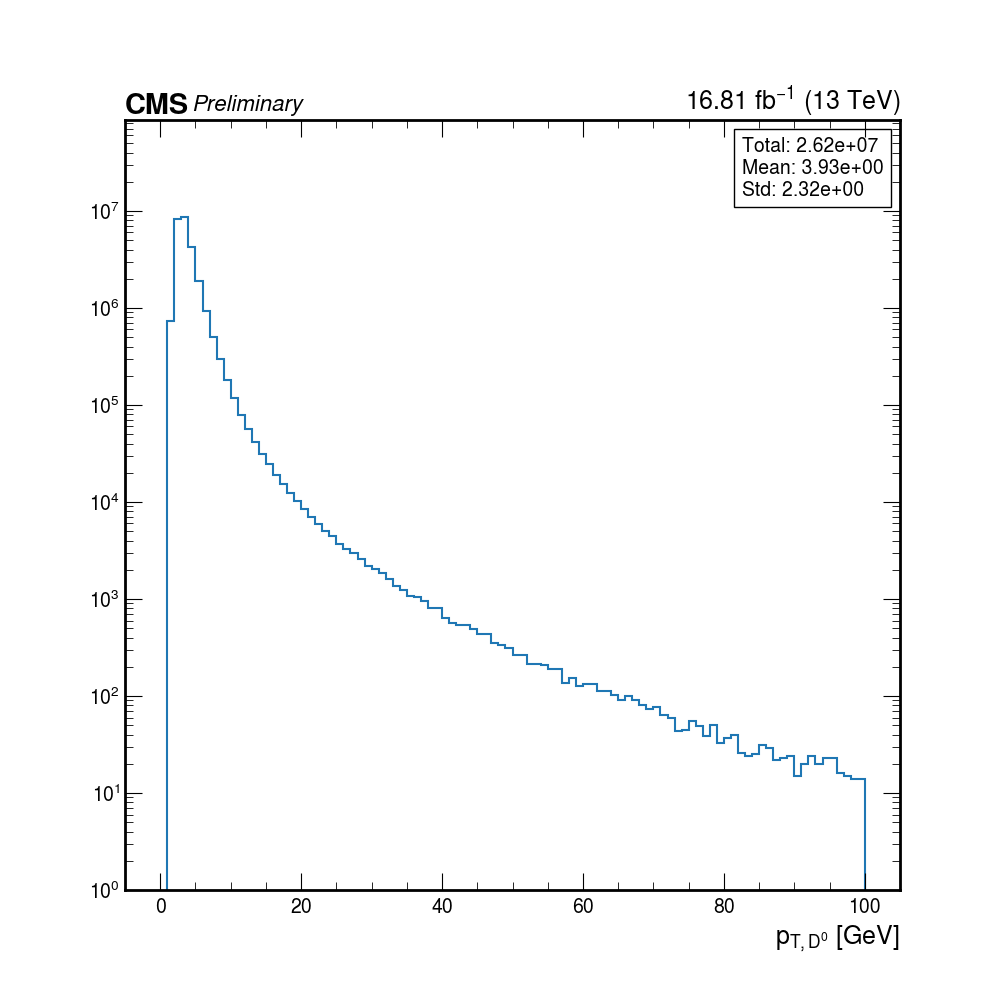 CMS Preliminary 16.81 fb⁻¹ (13 TeV)
Total: 2.62e+07
Mean: 3.93e+00
Std: 2.32e+00
10⁷
10⁶
10⁵
10⁴
10³
10²
10¹
10⁰
0 20 40 60 80 100
p_T, D⁰ [GeV]